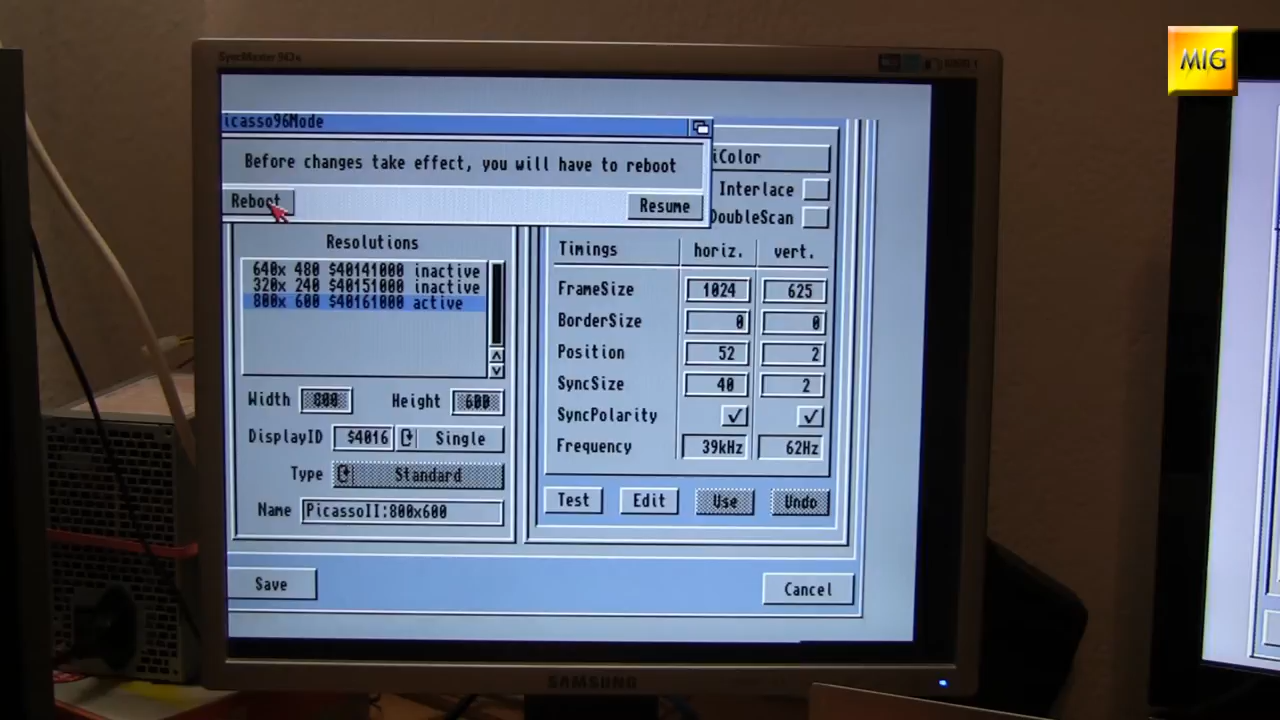 SyncMaster 943n
MIG
icasso96Mode
Before changes take effect, you will have to reboot
Reboot
Resume
iColor
Interlace
DoubleScan
Resolutions
640x 480 $40141000 inactive
320x 240 $40151000 inactive
800x 600 $40161000 active
Width 800 Height 600
DisplayID $4016 Single
Type Standard
Name PicassoII:800x600
Timings horiz. vert.
FrameSize 1024 625
BorderSize 0 0
Position 52 2
SyncSize 40 2
SyncPolarity
Frequency 39kHz 62Hz
Test Edit Use Undo
Save
Cancel
SAMSUNG